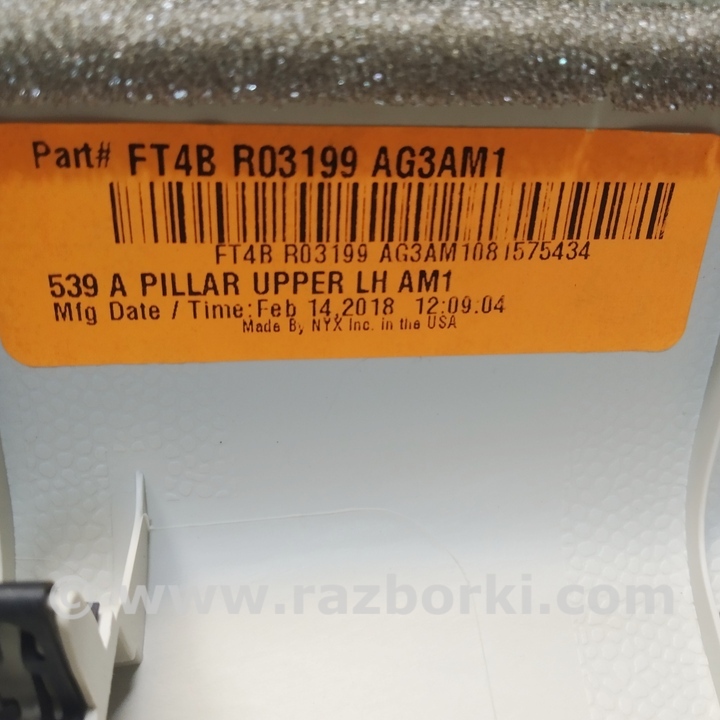 Part# FT4B R03199 AG3AM1
FT4B R03199 AG3AM1081575434
539 A PILLAR UPPER LH AM1
Mfg Date / Time:Feb 14,2018 12:09:04
Made By NYX Inc. in the USA
© www.razborki.com